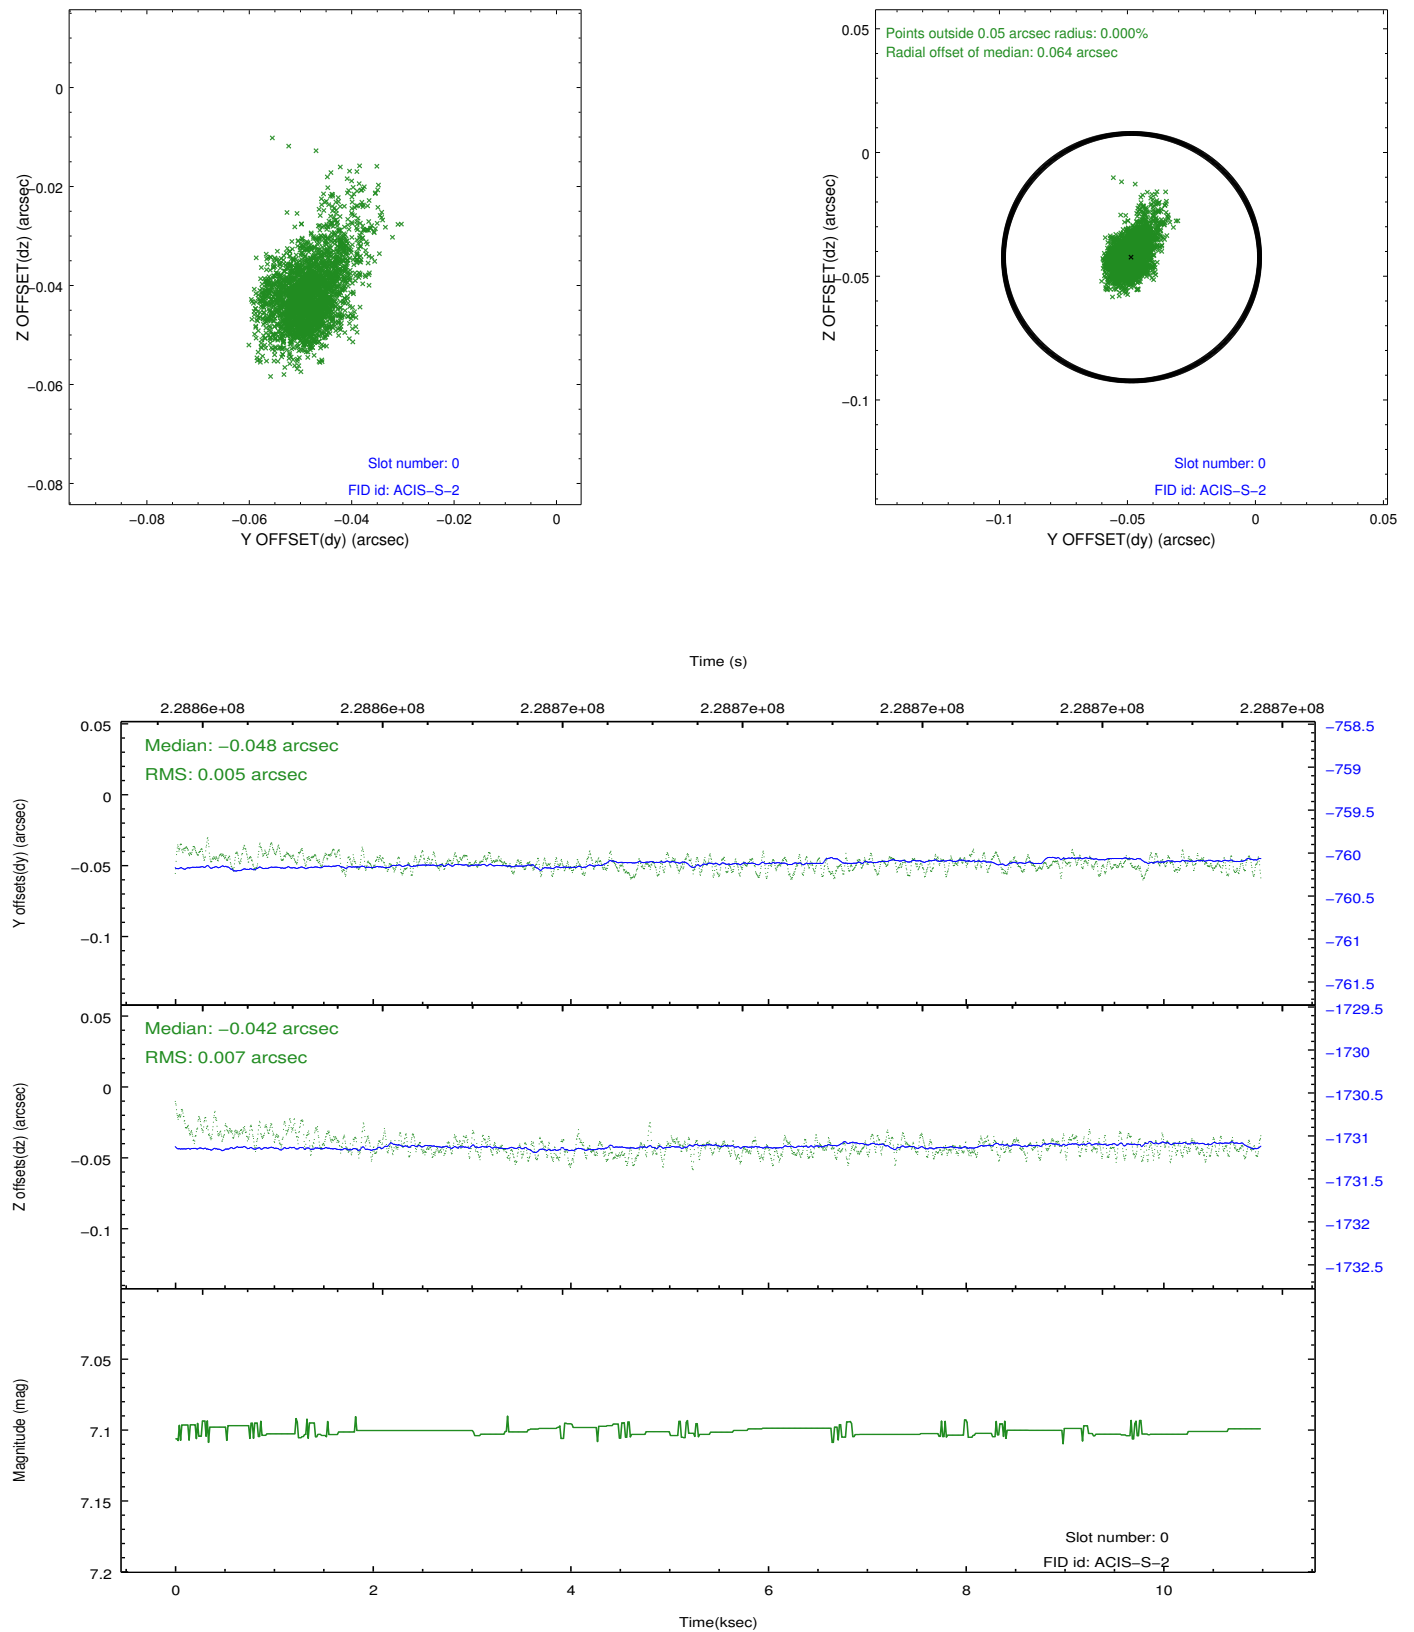 0
−0.02
−0.04
−0.06
−0.08
Z OFFSET(dz) (arcsec)
−0.08
−0.06
−0.04
−0.02
0
Y OFFSET(dy) (arcsec)
Slot number: 0
FID id: ACIS−S−2
Points outside 0.05 arcsec radius: 0.000%
Radial offset of median: 0.064 arcsec
0.05
0
−0.05
−0.1
Z OFFSET(dz) (arcsec)
Slot number: 0
FID id: ACIS−S−2
−0.1
−0.05
0
0.05
Y OFFSET(dy) (arcsec)
Time (s)
2.2886e+08
2.2886e+08
2.2887e+08
2.2887e+08
2.2887e+08
2.2887e+08
2.2887e+08
Median: −0.048 arcsec
RMS: 0.005 arcsec
0.05
0
−0.05
−0.1
Y offsets(dy) (arcsec)
−758.5
−759
−759.5
−760
−760.5
−761
−761.5
Median: −0.042 arcsec
RMS: 0.007 arcsec
0.05
0
−0.05
−0.1
Z offsets(dz) (arcsec)
−1729.5
−1730
−1730.5
−1731
−1731.5
−1732
−1732.5
7.05
7.1
7.15
7.2
Magnitude (mag)
Slot number: 0
FID id: ACIS−S−2
0
2
4
6
8
10
Time(ksec)